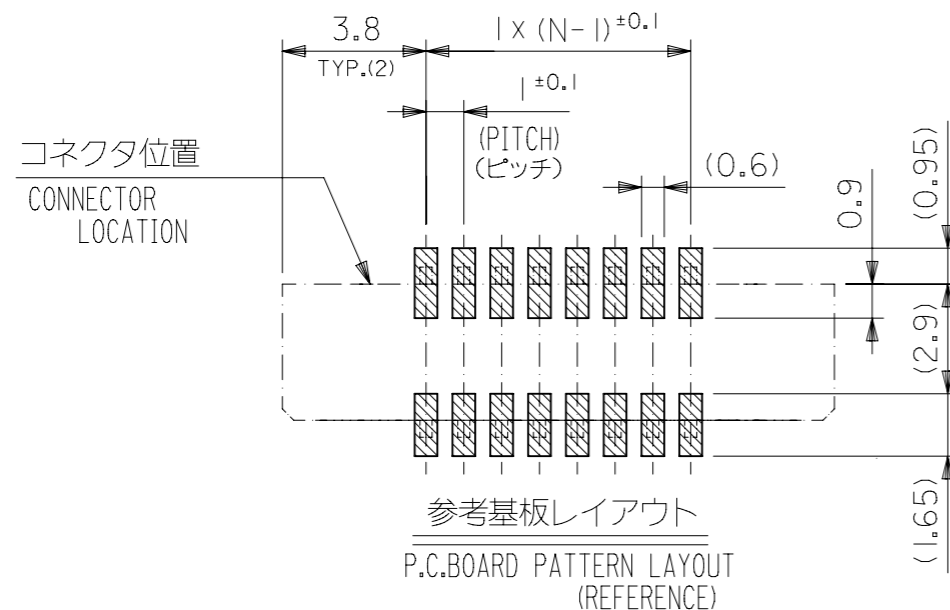 3.8
TYP.(2)
1×(N-1)±0.1
1±0.1
(PITCH)
(ピッチ)
(0.6)
0.9
(0.95)
(2.9)
(1.65)
コネクタ位置
CONNECTOR
LOCATION
参考基板レイアウト
P.C.BOARD PATTERN LAYOUT
(REFERENCE)